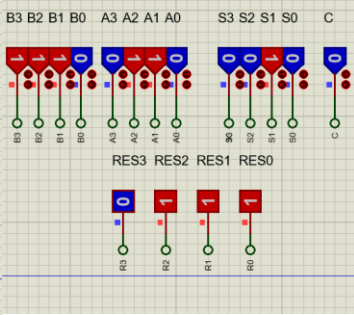 B3 B2 B1 B0 A3 A2 A1 A0 S3 S2 S1 S0 C
1 1 1 0 0 1 1 0 0 0 1 0 0
B3 B2 B1 B0 A3 A2 A1 A0 S3 S2 S1 S0 C
RES3 RES2 RES1 RES0
0 1 1 1
R3 R2 R1 R0